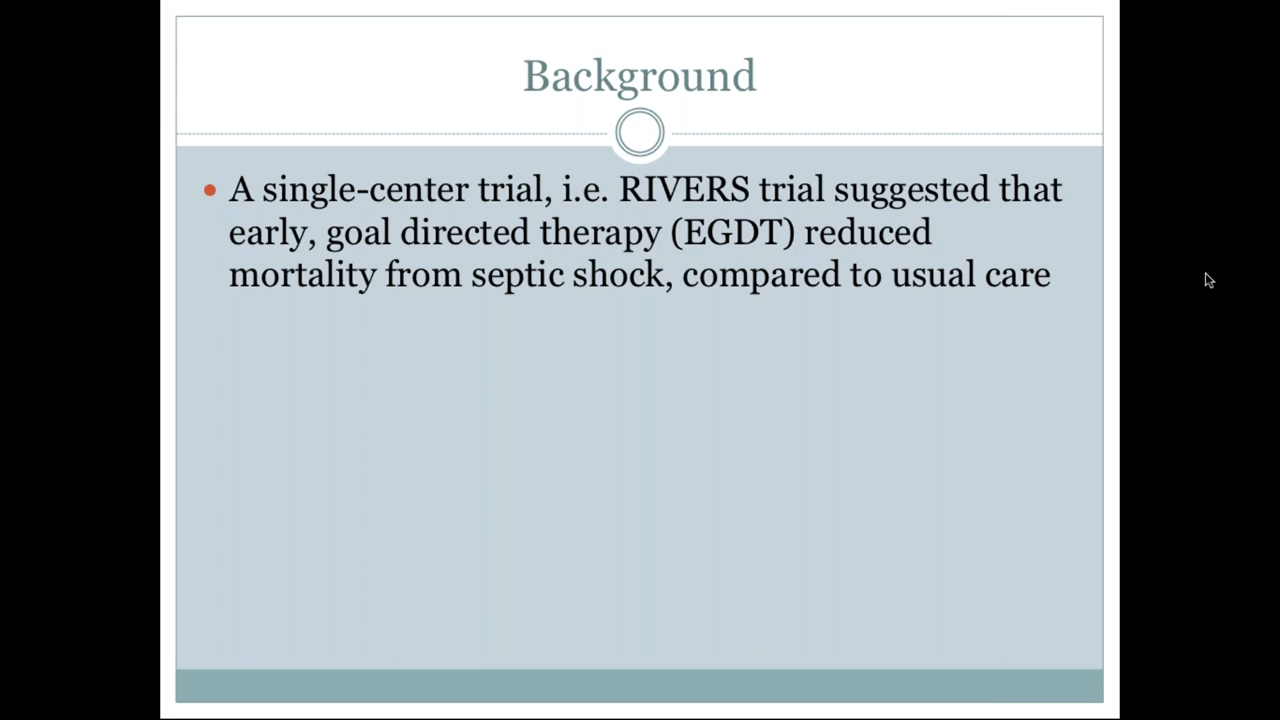 Background
A single-center trial, i.e. RIVERS trial suggested that
early, goal directed therapy (EGDT) reduced
mortality from septic shock, compared to usual care